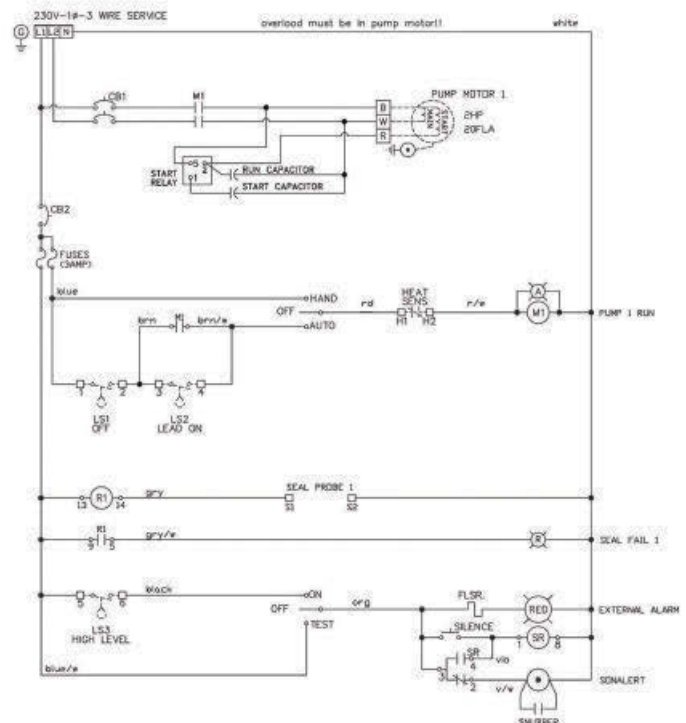 230V-1ø-3 WIRE SERVICE
overload must be in pump motor!!
white
G L1 L2 N
CB1
M1
PUMP MOTOR 1
B
W
R
START
MAIN
2HP
20FLA
START
RELAY
5
2
1
RUN CAPACITOR
START CAPACITOR
CB2
FUSES
(3AMP)
blue
HAND
OFF
AUTO
rd
HEAT
SENS
H1 H2
r/w
A
M1
PUMP 1 RUN
brn
brn/w
1 2 3 4
LS1
OFF
LS2
LEAD ON
13 R1 14
gry
SEAL PROBE 1
S1 S2
R1
9 5
gry/w
R
SEAL FAIL 1
5 6
black
LS3
HIGH LEVEL
ON
OFF
TEST
org
FLSR.
RED
EXTERNAL ALARM
SILENCE
1 SR 8
SR
4
vio
3
2
v/w
SONALERT
SNUBBER
blue/w